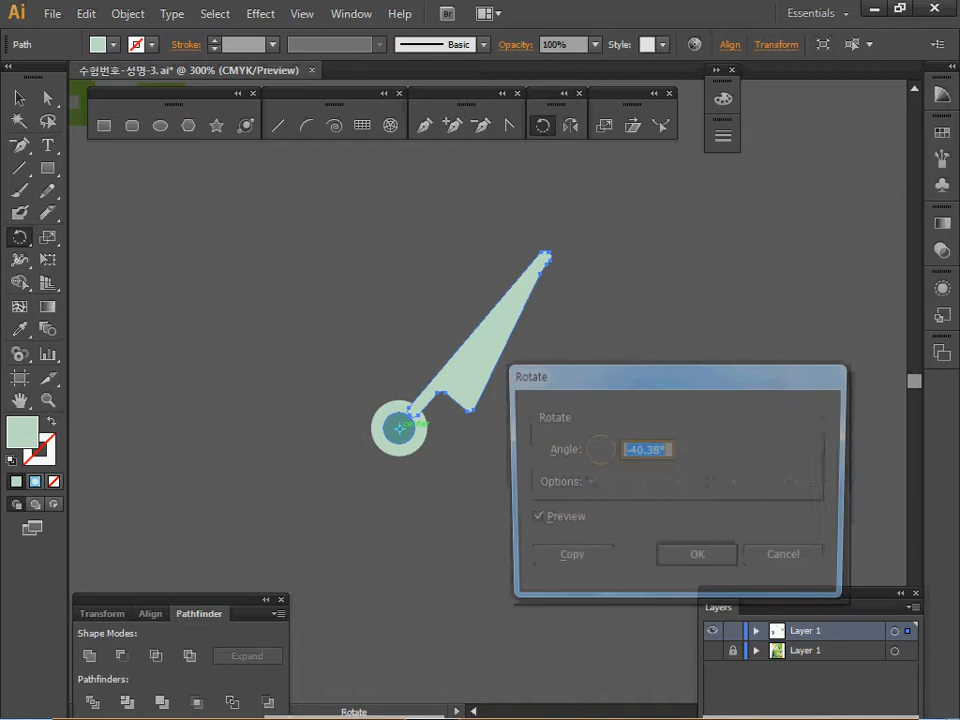 Ai File Edit Object Type Select Effect View Window Help Br Essentials
Path Stroke: Basic Opacity: 100% Style: Align Transform
수험번호-성명-3.ai* @ 300% (CMYK/Preview)
T
center
Rotate
Rotate
Angle: -40.38°
Options:
Preview
Copy OK Cancel
Transform Align Pathfinder
Shape Modes:
Expand
Pathfinders:
Layers
Layer 1
Layer 1
Rotate